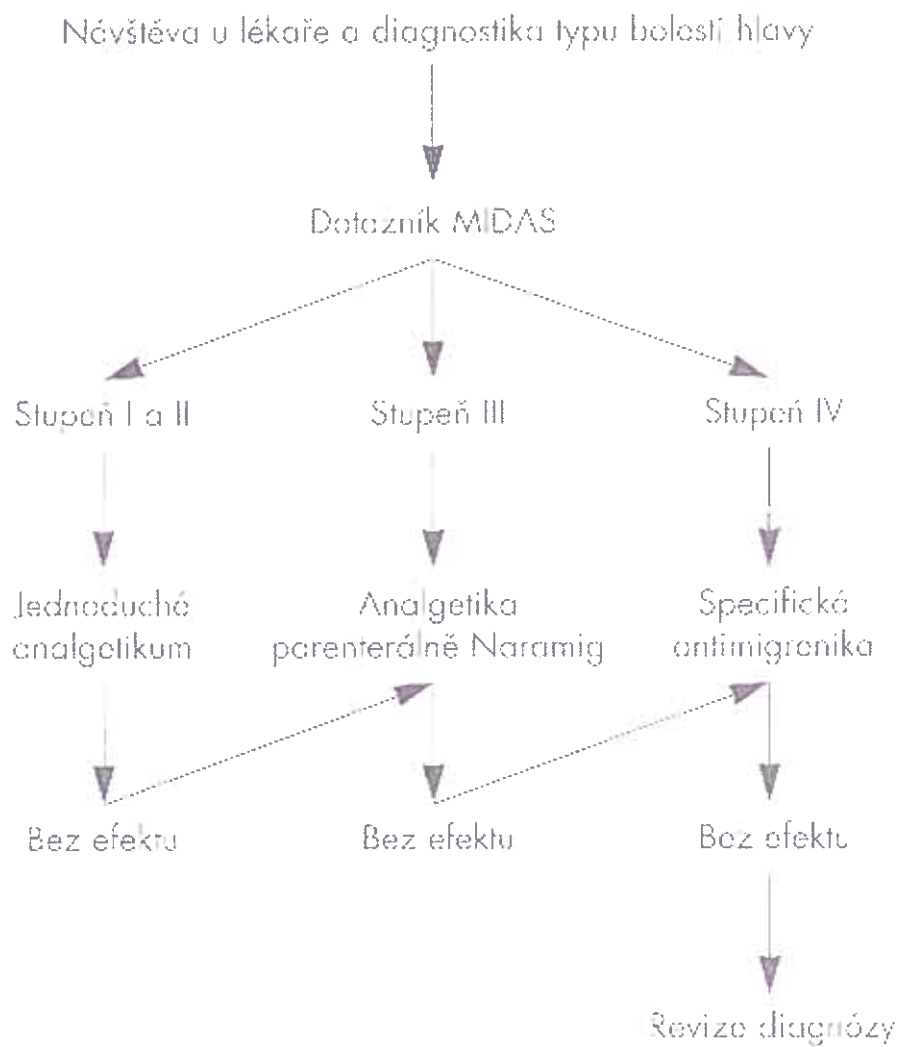 Návštěva u lékaře a diagnostika typu bolestí hlavy
Dotazník MIDAS
Stupeň I a II
Stupeň III
Stupeň IV
Jednoduché
analgetikum
Analgetika
parenterálně Naramig
Specifická
antimigrenika
Bez efektu
Bez efektu
Bez efektu
Revize diagnózy